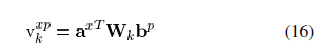 v_k^{xp} = a^{xT} W_k b^p (16)